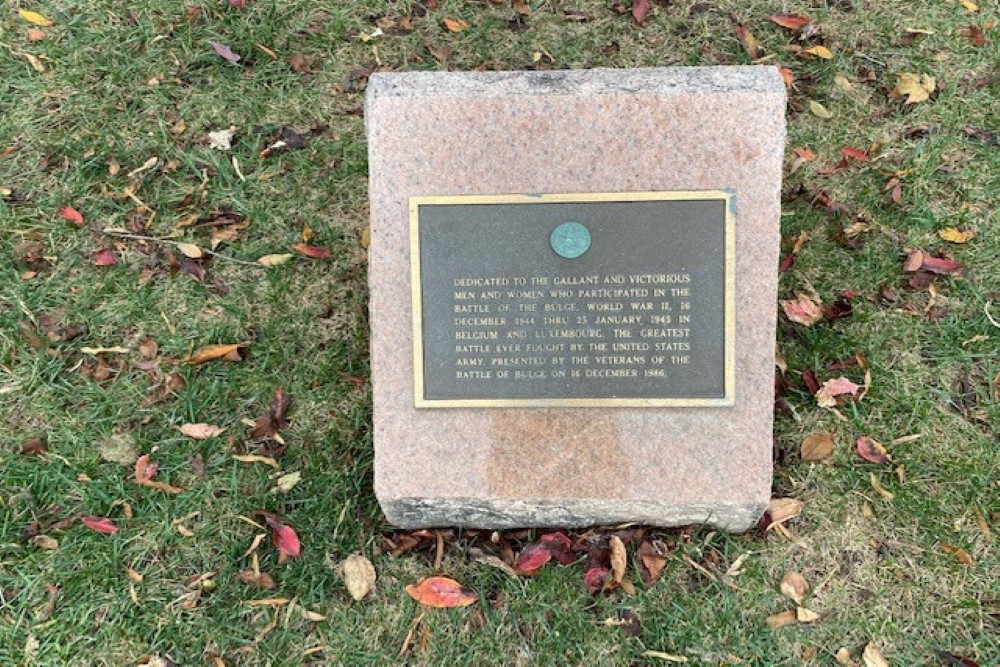 DEDICATED TO THE GALLANT AND VICTORIOUS
MEN AND WOMEN WHO PARTICIPATED IN THE
BATTLE OF THE BULGE, WORLD WAR II, 16
DECEMBER 1944 THRU 25 JANUARY 1945 IN
BELGIUM AND LUXEMBOURG. THE GREATEST
BATTLE EVER FOUGHT BY THE UNITED STATES
ARMY. PRESENTED BY THE VETERANS OF THE
BATTLE OF BULGE ON 16 DECEMBER 1986.